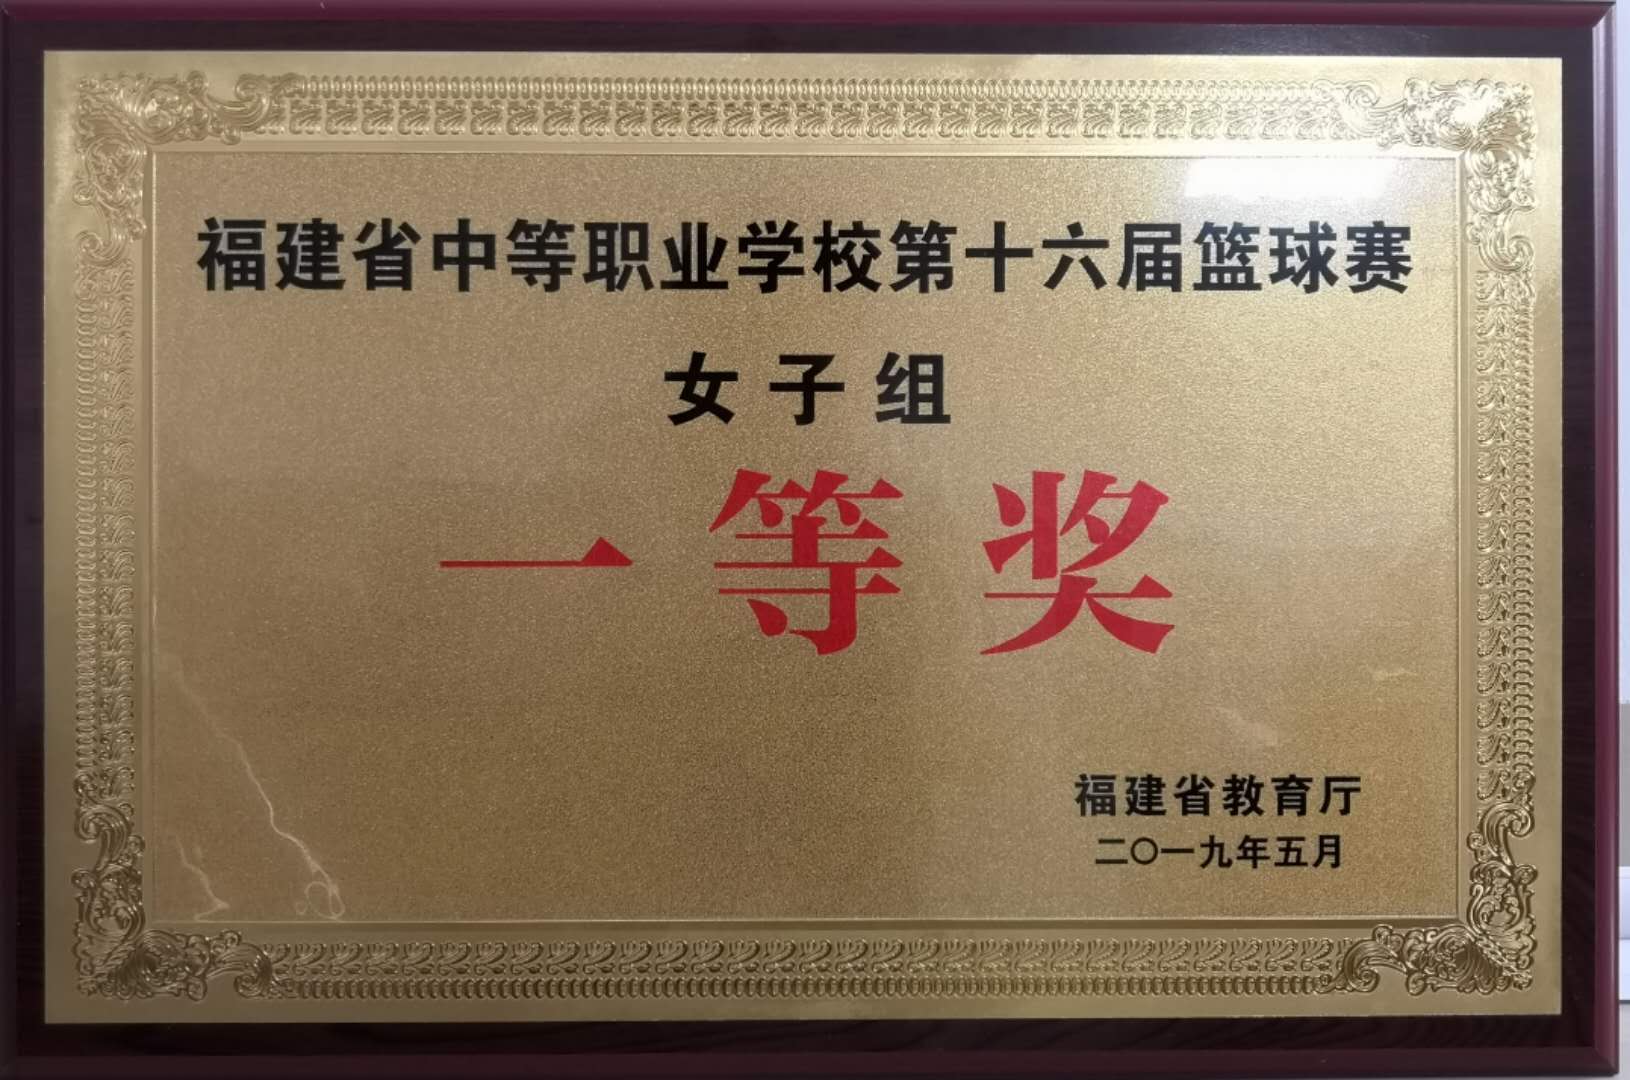 福建省中等职业学校第十六届篮球赛
女子组
一等奖
福建省教育厅
二〇一九年五月